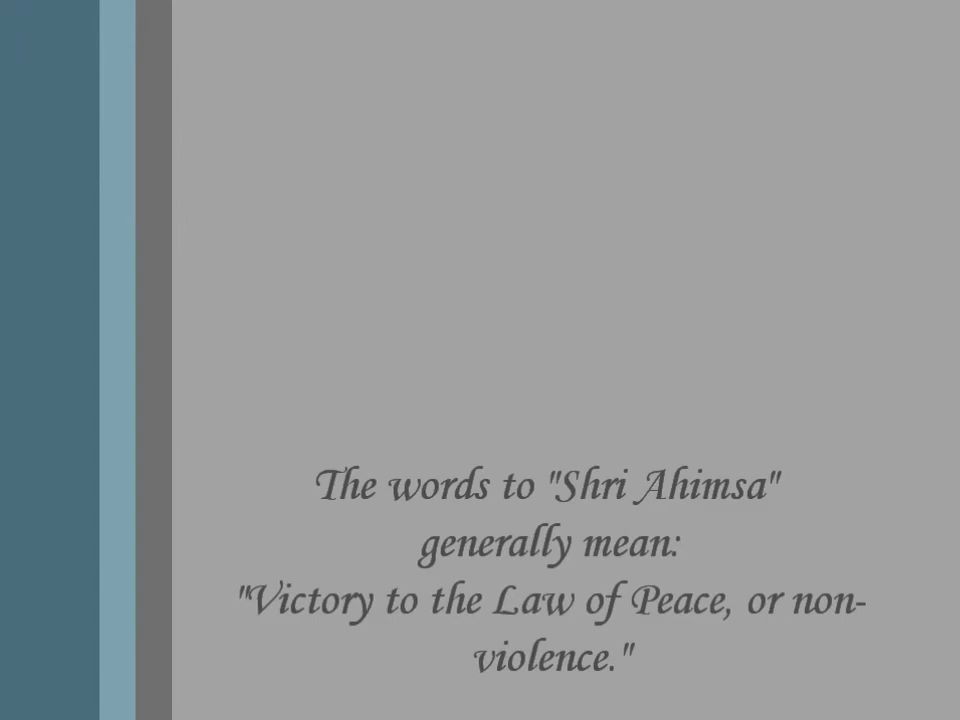 The words to "Shri Ahimsa"
generally mean:
"Victory to the Law of Peace, or non-
violence."